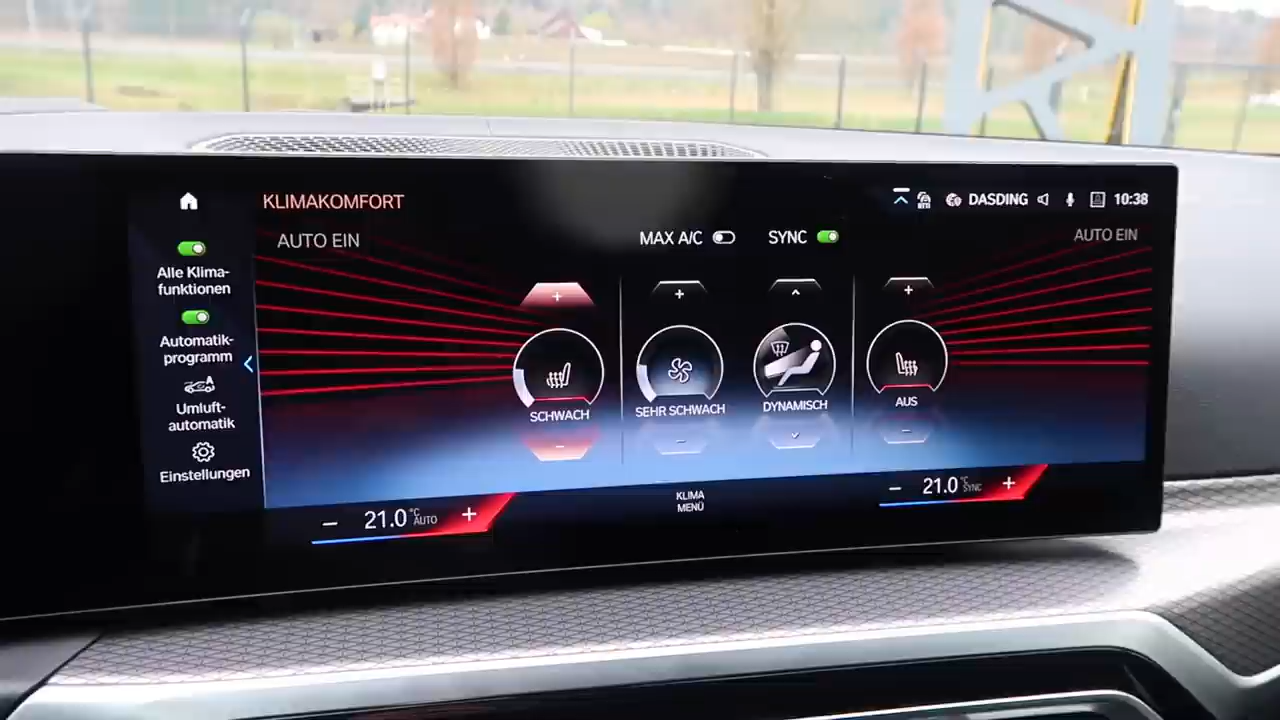 KLIMAKOMFORT
DASDING
10:38
AUTO EIN
MAX A/C
SYNC
AUTO EIN
Alle Klima-
funktionen
Automatik-
programm
Umluft-
automatik
Einstellungen
+
+
+
SCHWACH
SEHR SCHWACH
DYNAMISCH
AUS
−
−
−
− 21.0 °C AUTO +
KLIMA
MENÜ
− 21.0 °C SYNC +